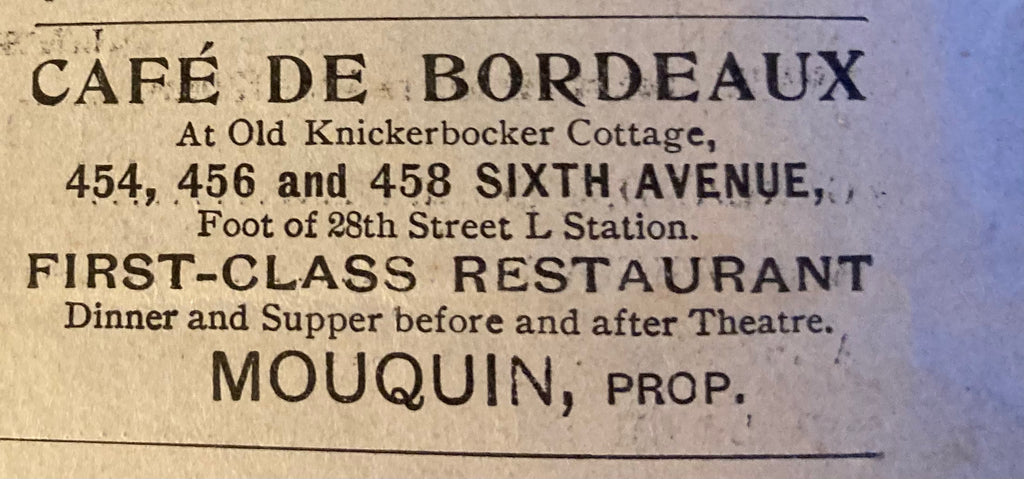 CAFÉ DE BORDEAUX
At Old Knickerbocker Cottage,
454, 456 and 458 SIXTH AVENUE,
Foot of 28th Street L Station.
FIRST-CLASS RESTAURANT
Dinner and Supper before and after Theatre.
MOUQUIN, PROP.